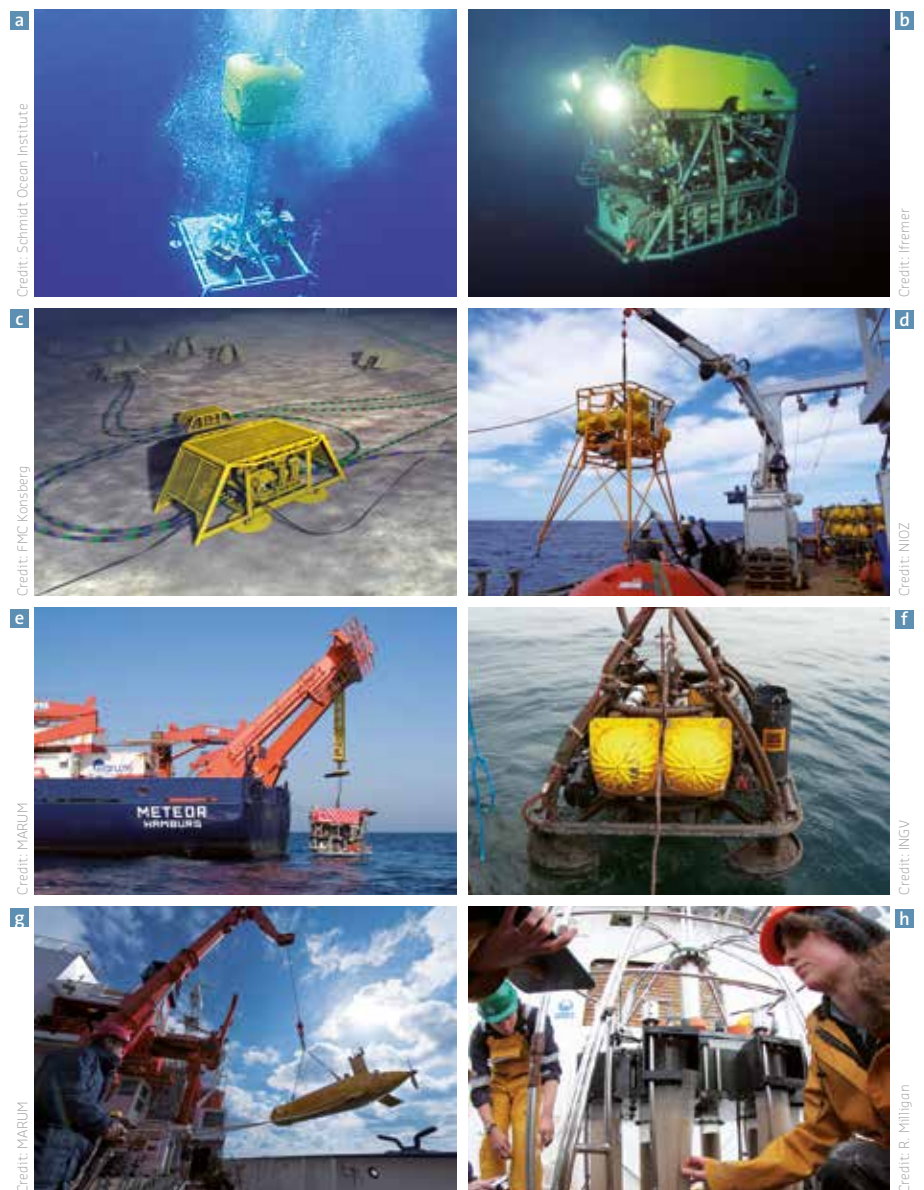 a
b
Credit: Schmidt Ocean Institute
Credit: Ifremer
c
d
Credit: FMC Konsberg
Credit: NIOZ
e
f
METEOR
HAMBURG
Credit: MARUM
Credit: INGV
g
h
Credit: MARUM
Credit: R. Milligan